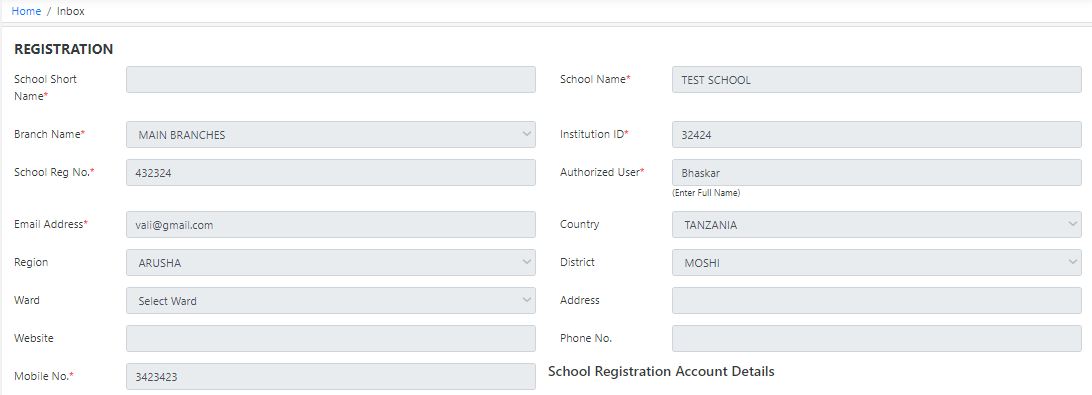 Home / Inbox
REGISTRATION
School Short Name*
School Name* TEST SCHOOL
Branch Name* MAIN BRANCHES
Institution ID* 32424
School Reg No.* 432324
Authorized User* Bhaskar
(Enter Full Name)
Email Address* vali@gmail.com
Country TANZANIA
Region ARUSHA
District MOSHI
Ward Select Ward
Address
Website
Phone No.
Mobile No.* 3423423
School Registration Account Details